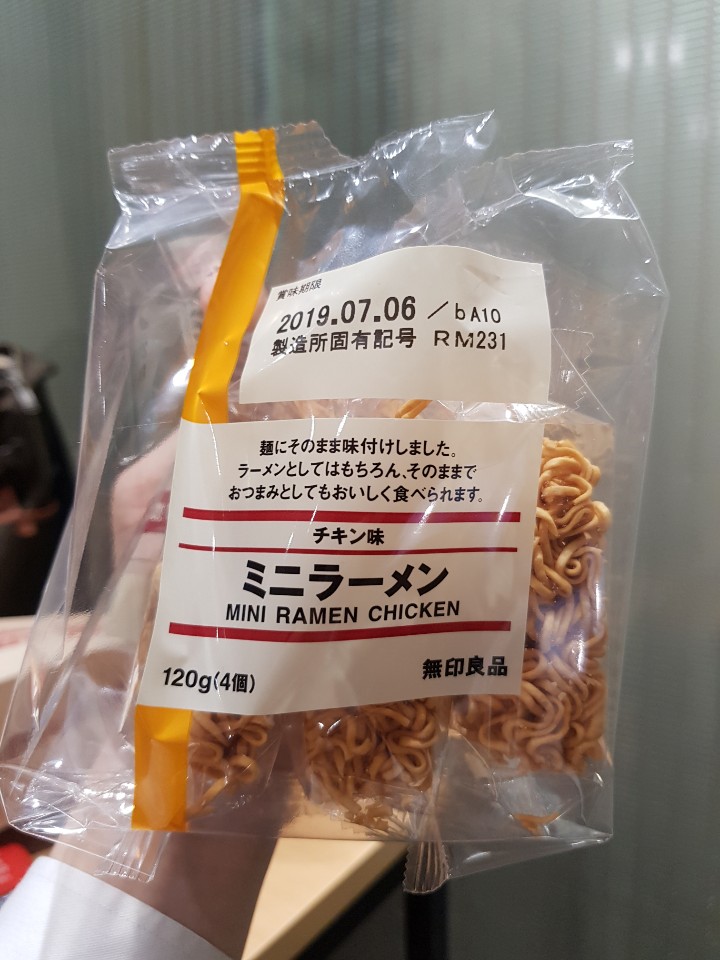 賞味期限
2019.07.06 / bA10
製造所固有記号 RM231
麺にそのまま味付けしました。
ラーメンとしてはもちろん、そのままで
おつまみとしてもおいしく食べられます。
チキン味
ミニラーメン
MINI RAMEN CHICKEN
120g(4個)
無印良品